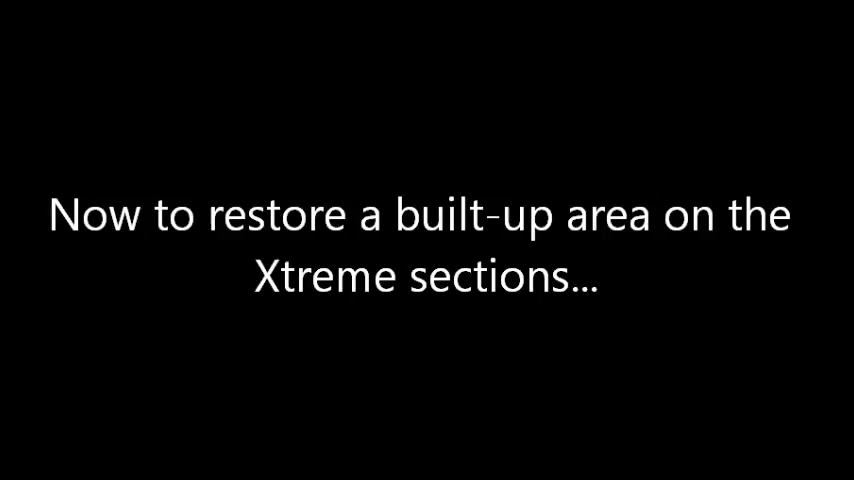 Now to restore a built-up area on the
Xtreme sections...